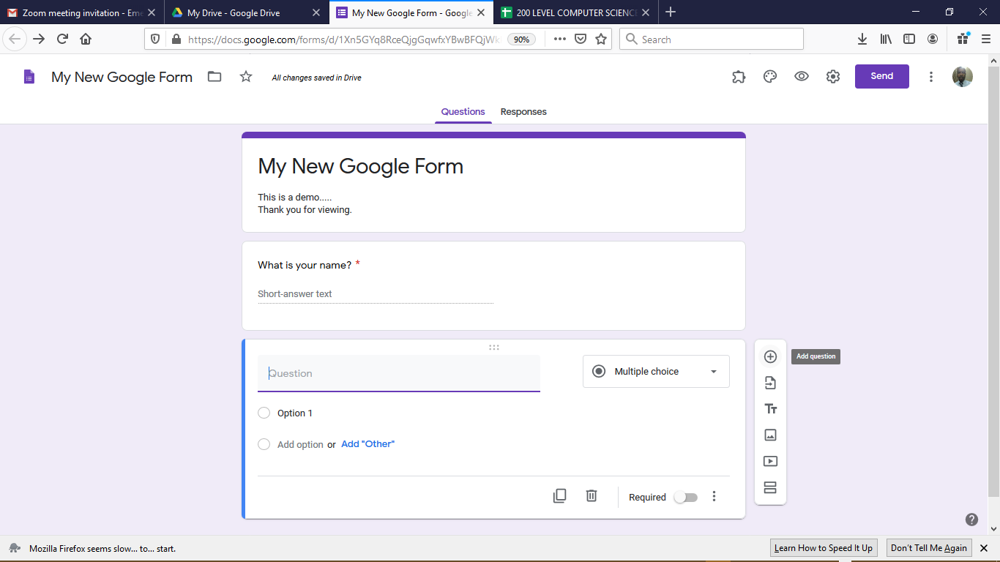 Zoom meeting invitation - Eme
My Drive - Google Drive
My New Google Form - Google
200 LEVEL COMPUTER SCIENCE
https://docs.google.com/forms/d/1Xn5GYq8RceQjgGqwfxYBwBFQjWk
90%
Search
My New Google Form
All changes saved in Drive
Send
Questions
Responses
My New Google Form
This is a demo.....
Thank you for viewing.
What is your name? *
Short-answer text
Question
Multiple choice
Add question
Option 1
Add option or Add "Other"
Required
Mozilla Firefox seems slow... to... start.
Learn How to Speed It Up
Don't Tell Me Again